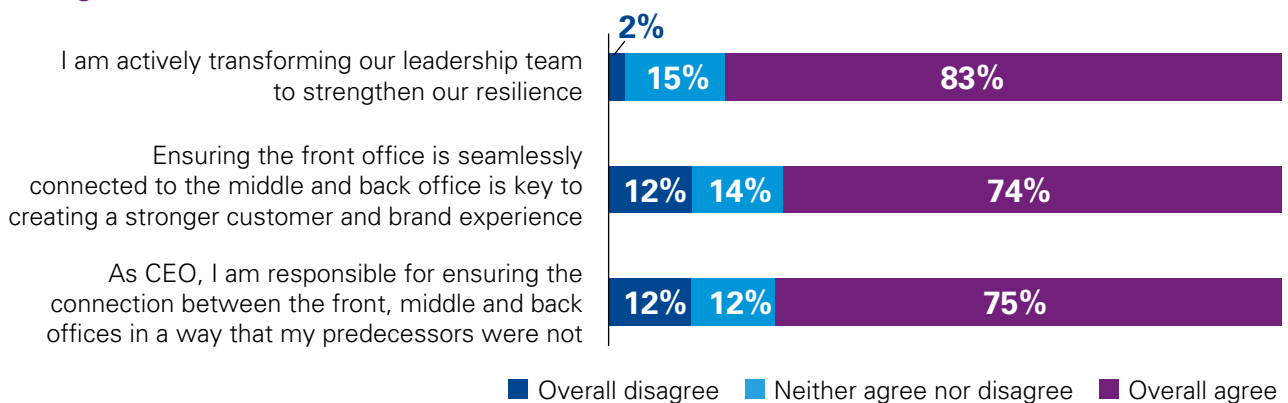 2%
I am actively transforming our leadership team
to strengthen our resilience
15% 83%
Ensuring the front office is seamlessly
connected to the middle and back office is key to
creating a stronger customer and brand experience
12% 14% 74%
As CEO, I am responsible for ensuring the
connection between the front, middle and back
offices in a way that my predecessors were not
12% 12% 75%
Overall disagree Neither agree nor disagree Overall agree